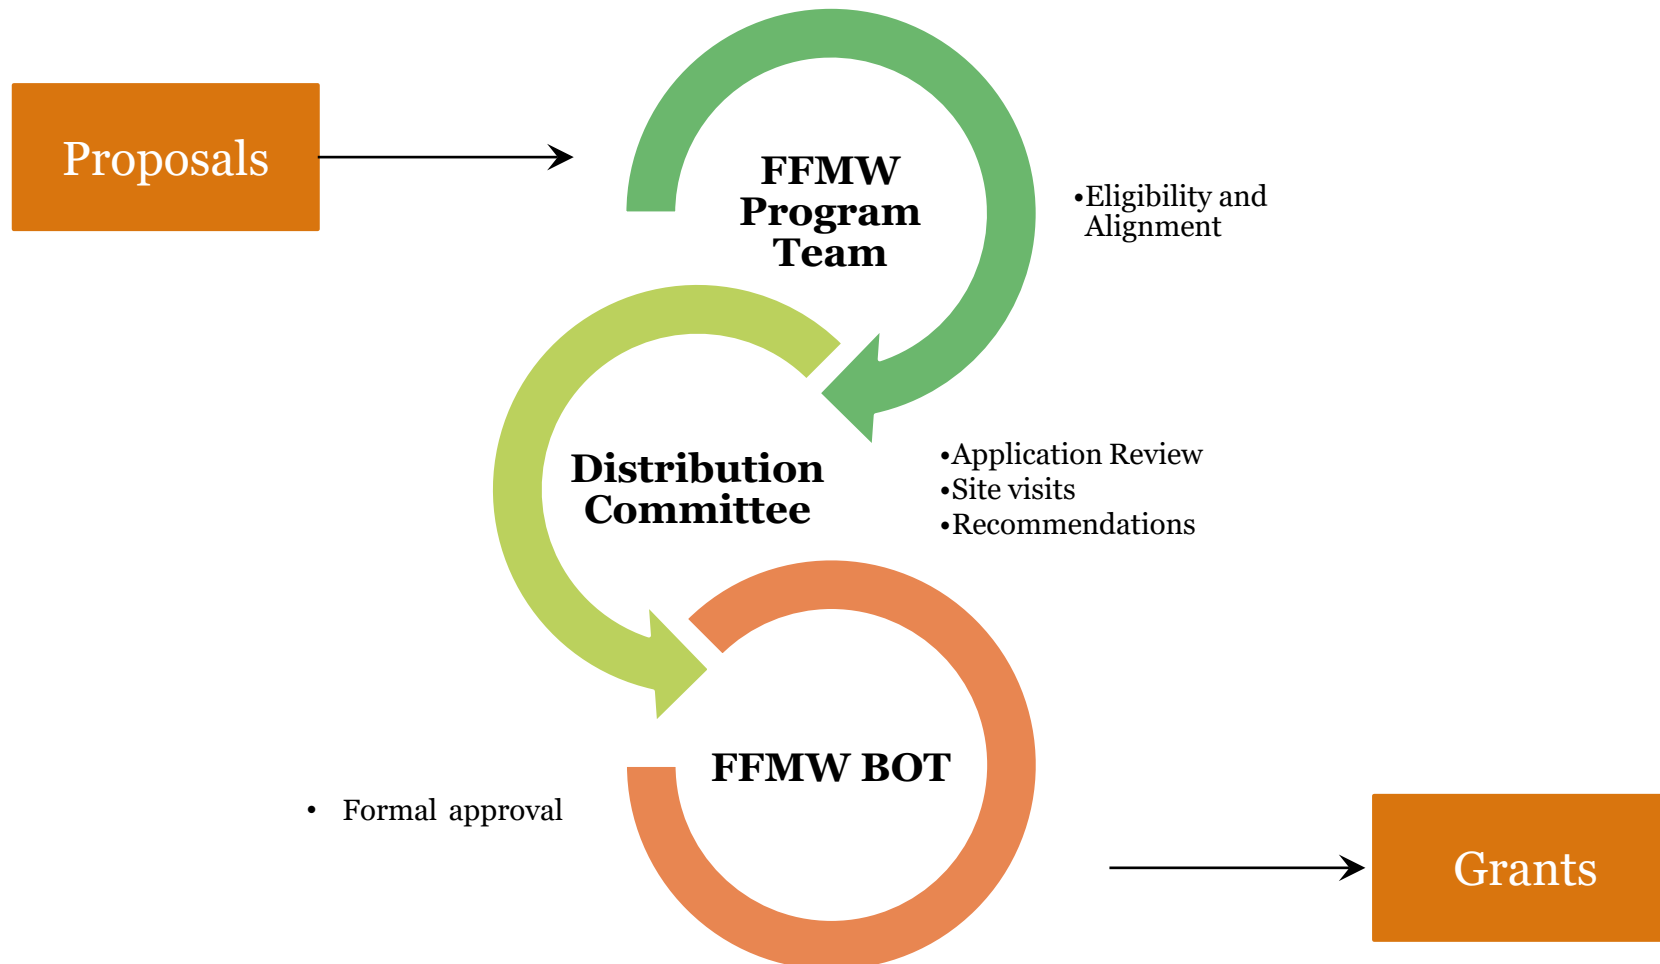 Proposals
FFMW
Program
Team
•Eligibility and
Alignment
Distribution
Committee
•Application Review
•Site visits
•Recommendations
FFMW BOT
• Formal approval
Grants